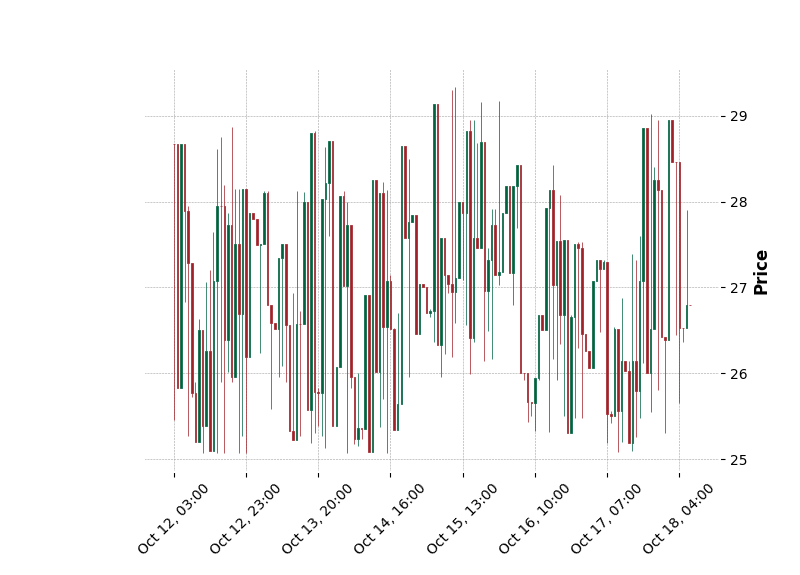 29
28
27
26
25
Price
Oct 12, 03:00
Oct 12, 23:00
Oct 13, 20:00
Oct 14, 16:00
Oct 15, 13:00
Oct 16, 10:00
Oct 17, 07:00
Oct 18, 04:00